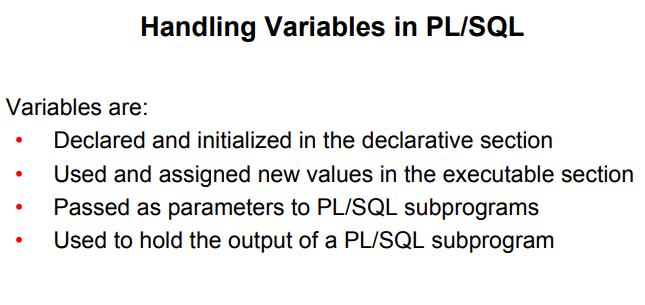 Handling Variables in PL/SQL
Variables are:
• Declared and initialized in the declarative section
• Used and assigned new values in the executable section
• Passed as parameters to PL/SQL subprograms
• Used to hold the output of a PL/SQL subprogram